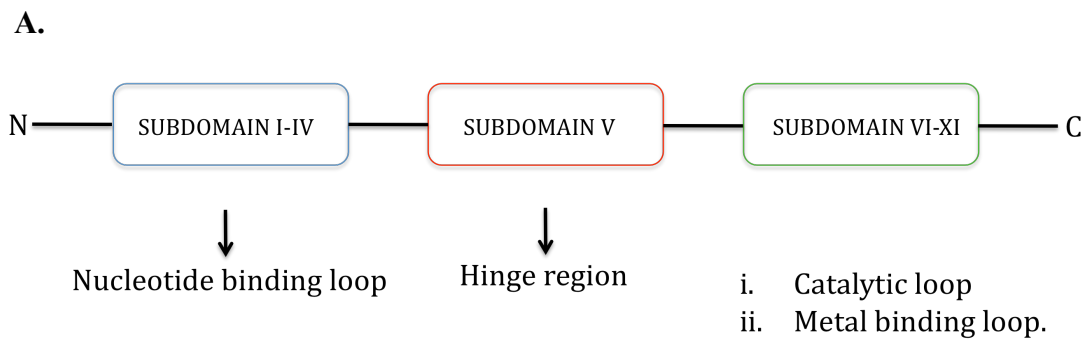 A.
N SUBDOMAIN I-IV SUBDOMAIN V SUBDOMAIN VI-XI C
Nucleotide binding loop Hinge region
i. Catalytic loop
ii. Metal binding loop.